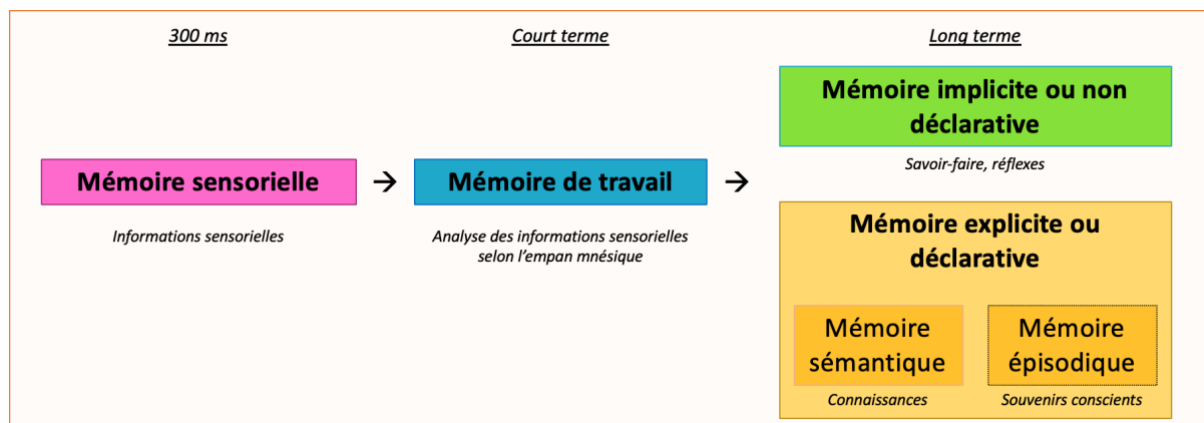 300 ms
Court terme
Long terme
Mémoire sensorielle
→
Mémoire de travail
→
Informations sensorielles
Analyse des informations sensorielles
selon l’empan mnésique
Mémoire implicite ou non
déclarative
Savoir-faire, réflexes
Mémoire explicite ou
déclarative
Mémoire
sémantique
Connaissances
Mémoire
épisodique
Souvenirs conscients